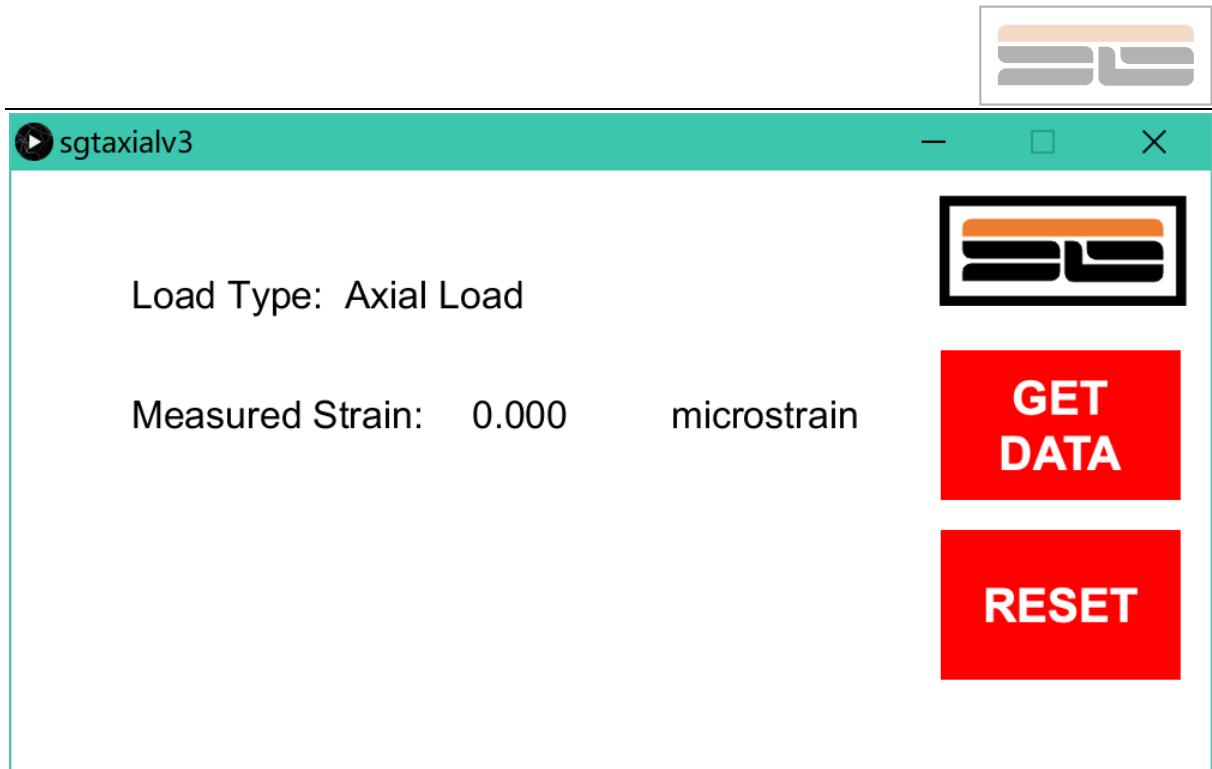 sgtaxialv3
Load Type: Axial Load
Measured Strain: 0.000 microstrain
GET
DATA
RESET